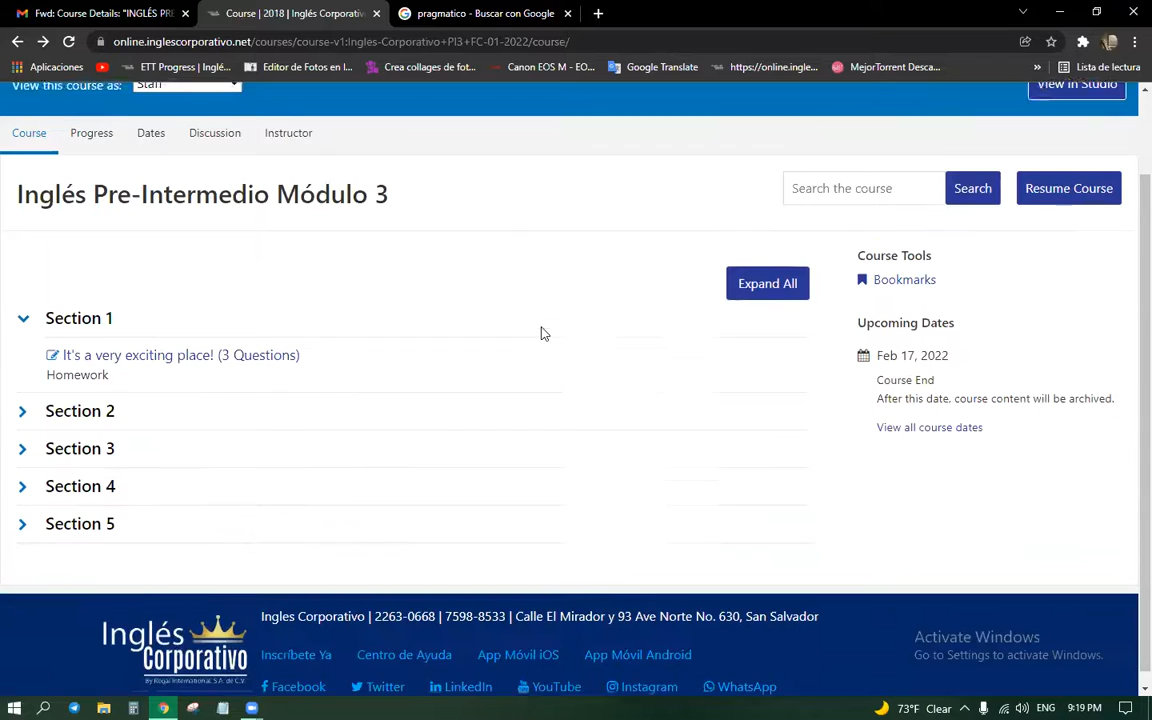 Fwd: Course Details: "INGLÉS PRE
Course | 2018 | Inglés Corporativ
pragmatico - Buscar con Google
online.inglescorporativo.net/courses/course-v1:Ingles-Corporativo+PI3+FC-01-2022/course/
Aplicaciones
ETT Progress | Inglé...
Editor de Fotos en l...
Crea collages de fot...
Canon EOS M - EO...
Google Translate
https://online.ingle...
MejorTorrent Desca...
»
Lista de lectura
View this course as:
Staff
View in Studio
Course
Progress
Dates
Discussion
Instructor
Inglés Pre-Intermedio Módulo 3
Search the course
Search
Resume Course
Expand All
Course Tools
Bookmarks
Section 1
It's a very exciting place! (3 Questions)
Homework
Upcoming Dates
Feb 17, 2022
Course End
After this date, course content will be archived.
View all course dates
Section 2
Section 3
Section 4
Section 5
Inglés
Corporativo
By Regal International, S.A. de C.V.
Ingles Corporativo | 2263-0668 | 7598-8533 | Calle El Mirador y 93 Ave Norte No. 630, San Salvador
Inscríbete Ya
Centro de Ayuda
App Móvil iOS
App Móvil Android
Facebook
Twitter
LinkedIn
YouTube
Instagram
WhatsApp
Activate Windows
Go to Settings to activate Windows.
73°F Clear
ENG
9:19 PM